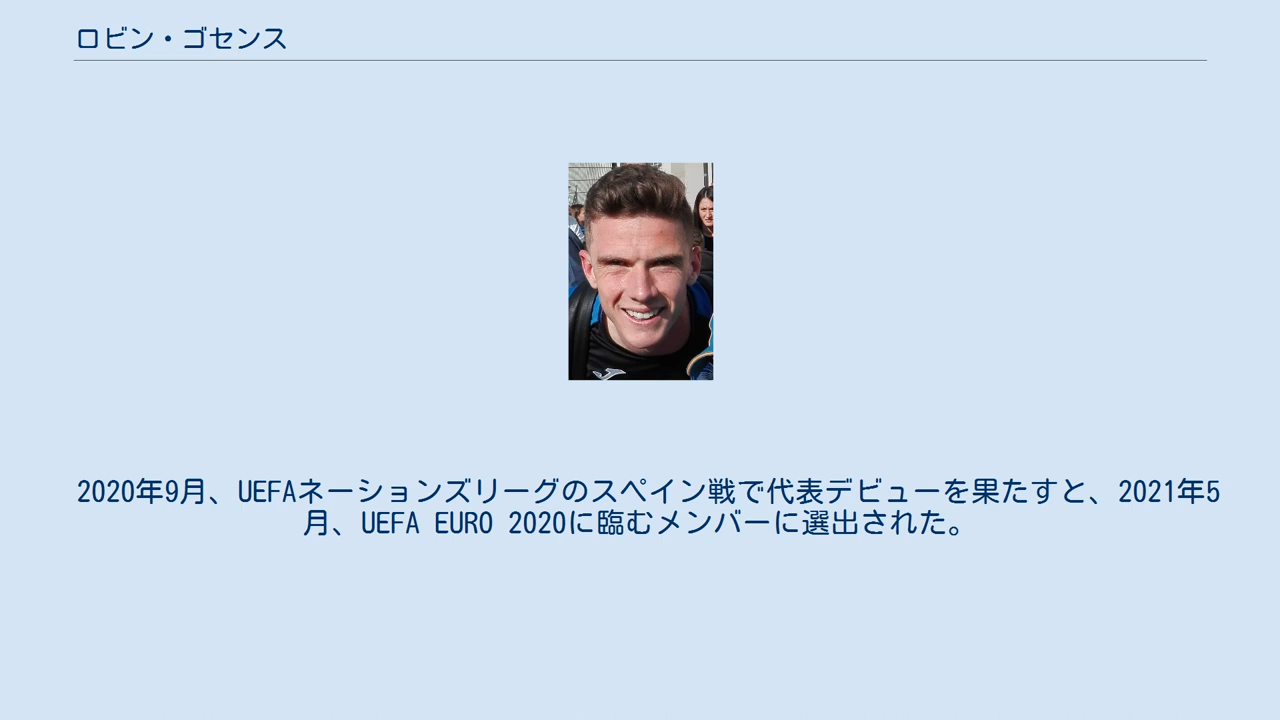 ロビン・ゴセンス
2020年9月、UEFAネーションズリーグのスペイン戦で代表デビューを果たすと、2021年5
月、UEFA EURO 2020に臨むメンバーに選出された。